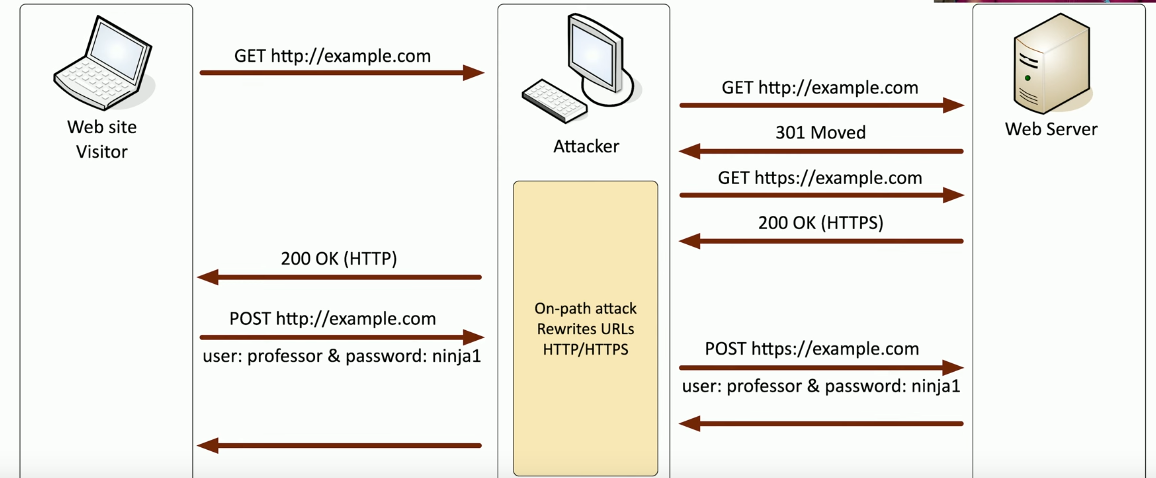 GET http://example.com
GET http://example.com
Web site
Visitor
Attacker
Web Server
301 Moved
GET https://example.com
200 OK (HTTPS)
200 OK (HTTP)
On-path attack
Rewrites URLs
HTTP/HTTPS
POST http://example.com
user: professor & password: ninja1
POST https://example.com
user: professor & password: ninja1